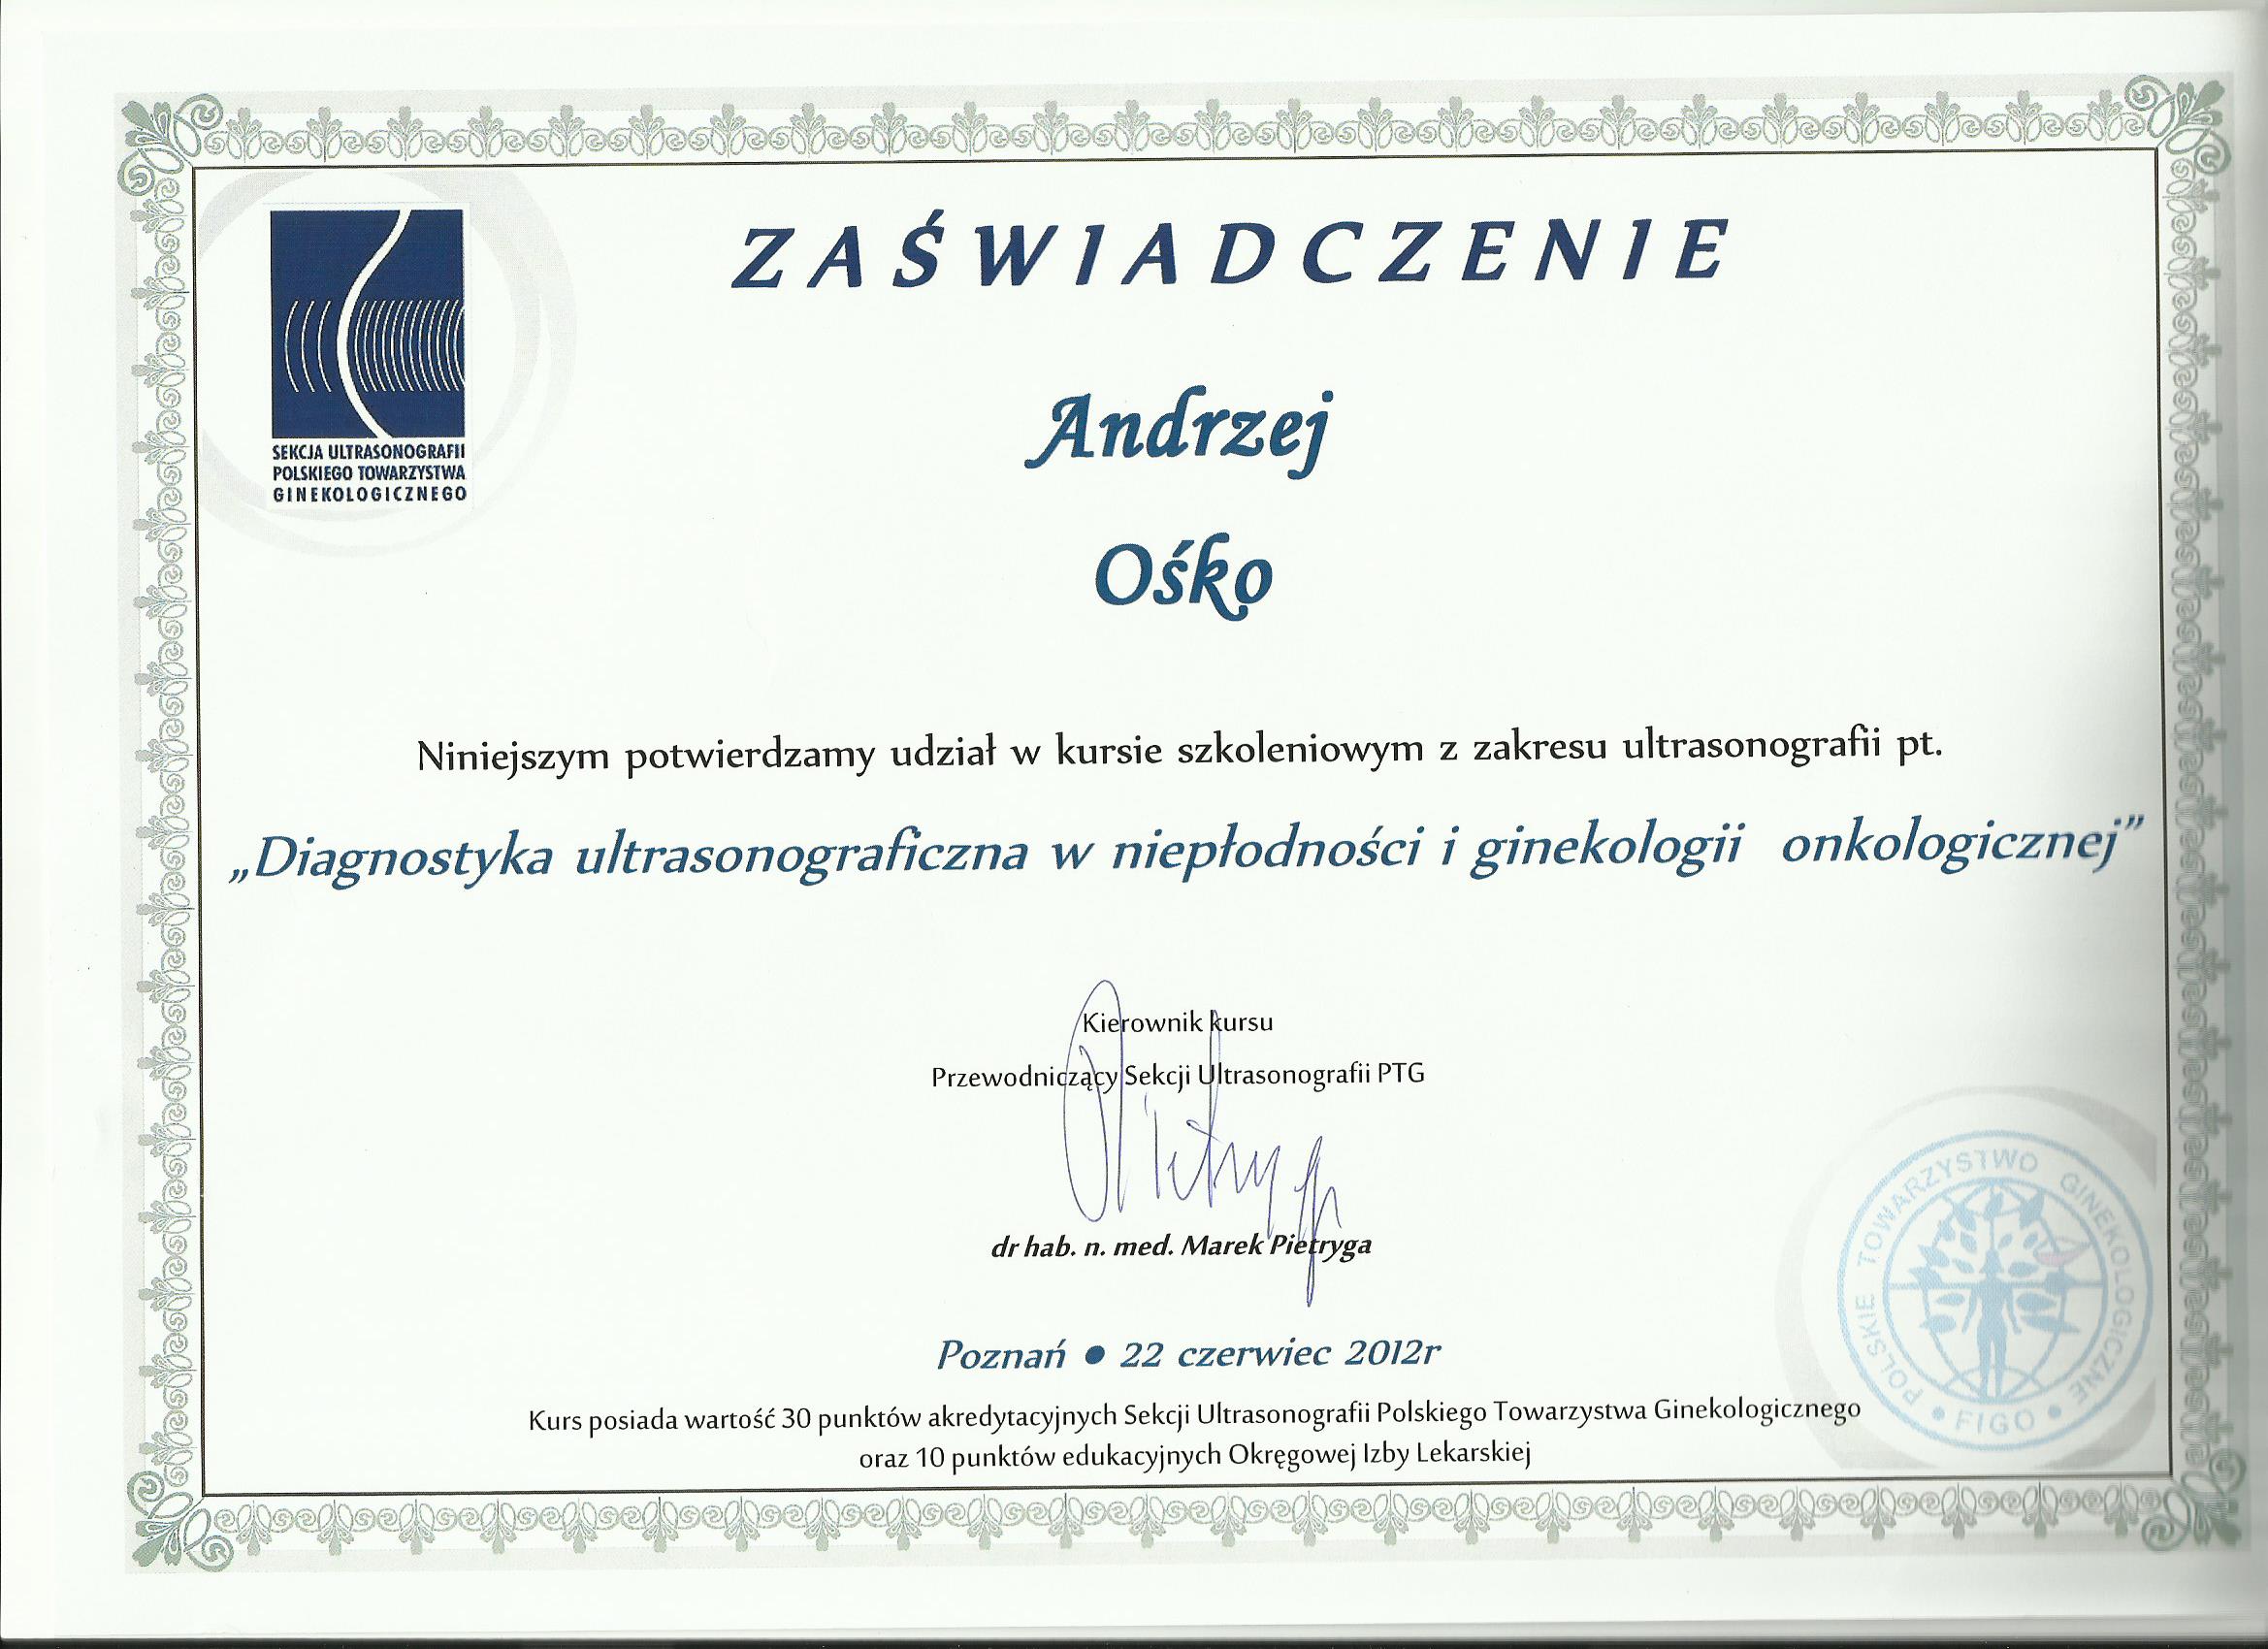 ZAŚWIADCZENIE
SEKCJA ULTRASONOGRAFII
POLSKIEGO TOWARZYSTWA
GINEKOLOGICZNEGO
Andrzej
Ośko
Niniejszym potwierdzamy udział w kursie szkoleniowym z zakresu ultrasonografii pt.
„Diagnostyka ultrasonograficzna w niepłodności i ginekologii onkologicznej”
Kierownik kursu
Przewodniczący Sekcji Ultrasonografii PTG
Pietryga
dr hab. n. med. Marek Pietryga
Poznań • 22 czerwiec 2012r
Kurs posiada wartość 30 punktów akredytacyjnych Sekcji Ultrasonografii Polskiego Towarzystwa Ginekologicznego
oraz 10 punktów edukacyjnych Okręgowej Izby Lekarskiej
POLSKIE TOWARZYSTWO GINEKOLOGICZNE • FIGO •